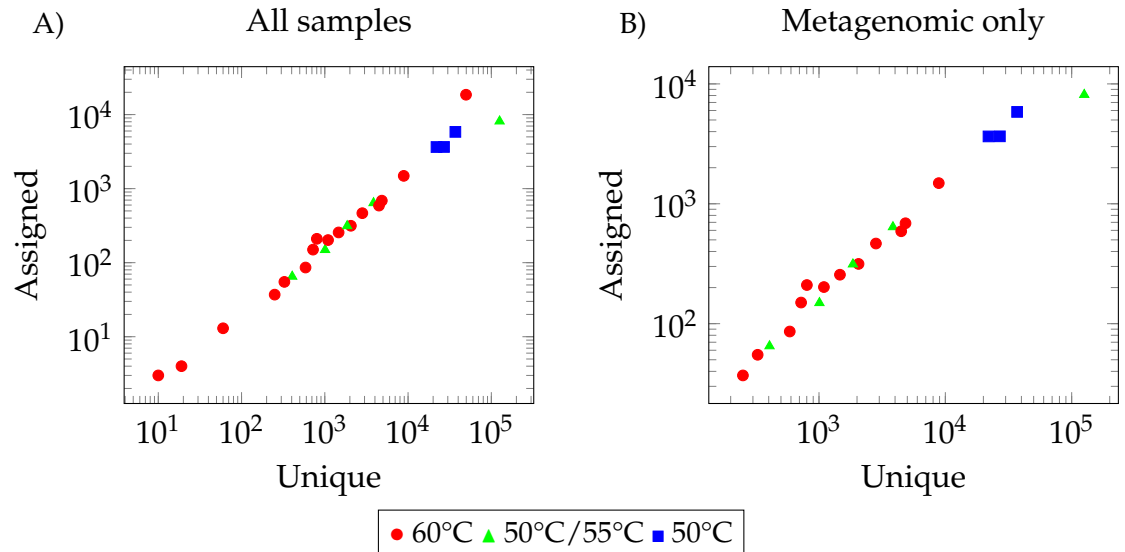 A) All samples
B) Metagenomic only
Assigned
10^4
10^3
10^2
10^1
10^1 10^2 10^3 10^4 10^5
Unique
Assigned
10^4
10^3
10^2
10^3 10^4 10^5
Unique
60°C 50°C/55°C 50°C